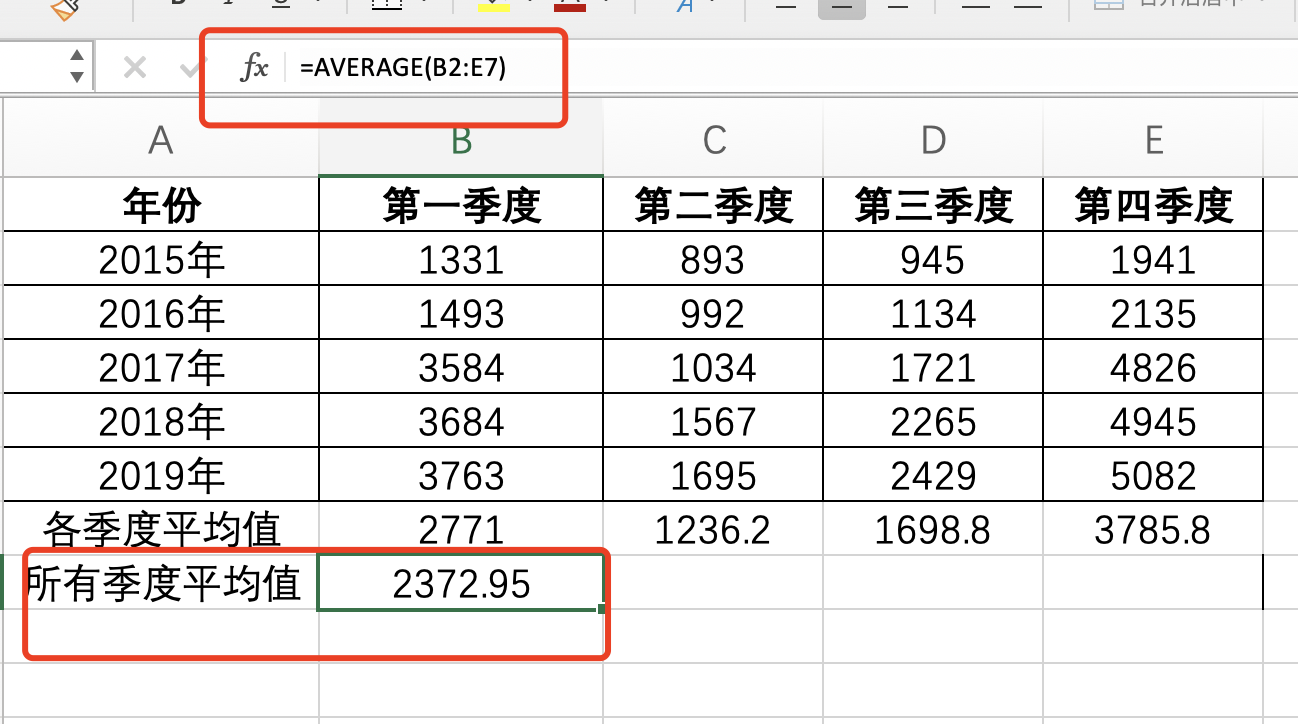 fx =AVERAGE(B2:E7)
A B C D E
年份 第一季度 第二季度 第三季度 第四季度
2015年 1331 893 945 1941
2016年 1493 992 1134 2135
2017年 3584 1034 1721 4826
2018年 3684 1567 2265 4945
2019年 3763 1695 2429 5082
各季度平均值 2771 1236.2 1698.8 3785.8
所有季度平均值 2372.95